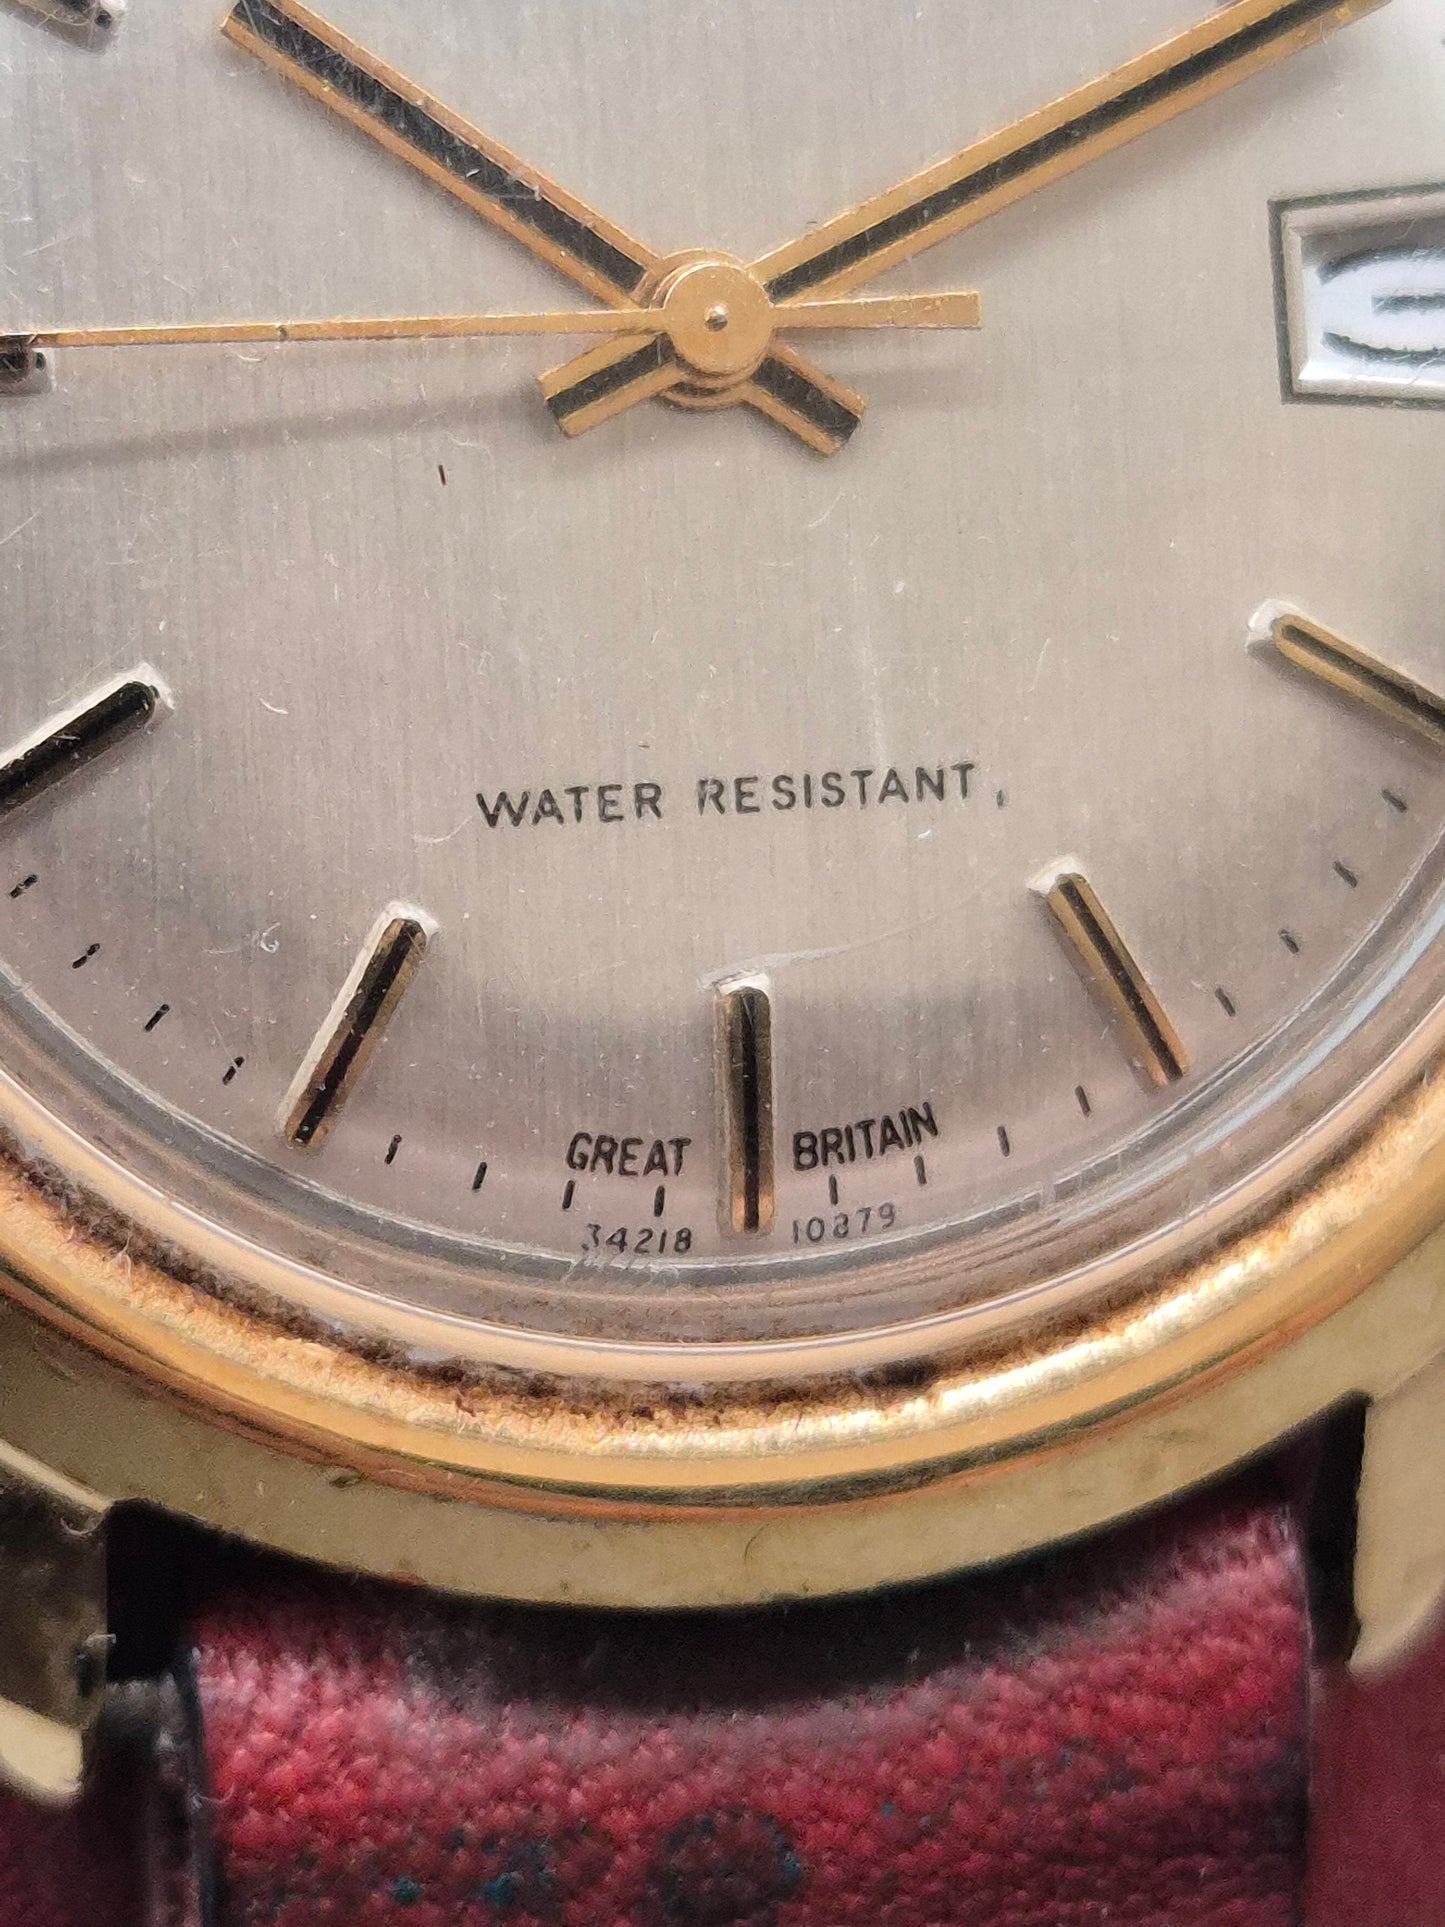 WATER RESISTANT
GREAT BRITAIN
34218 10879